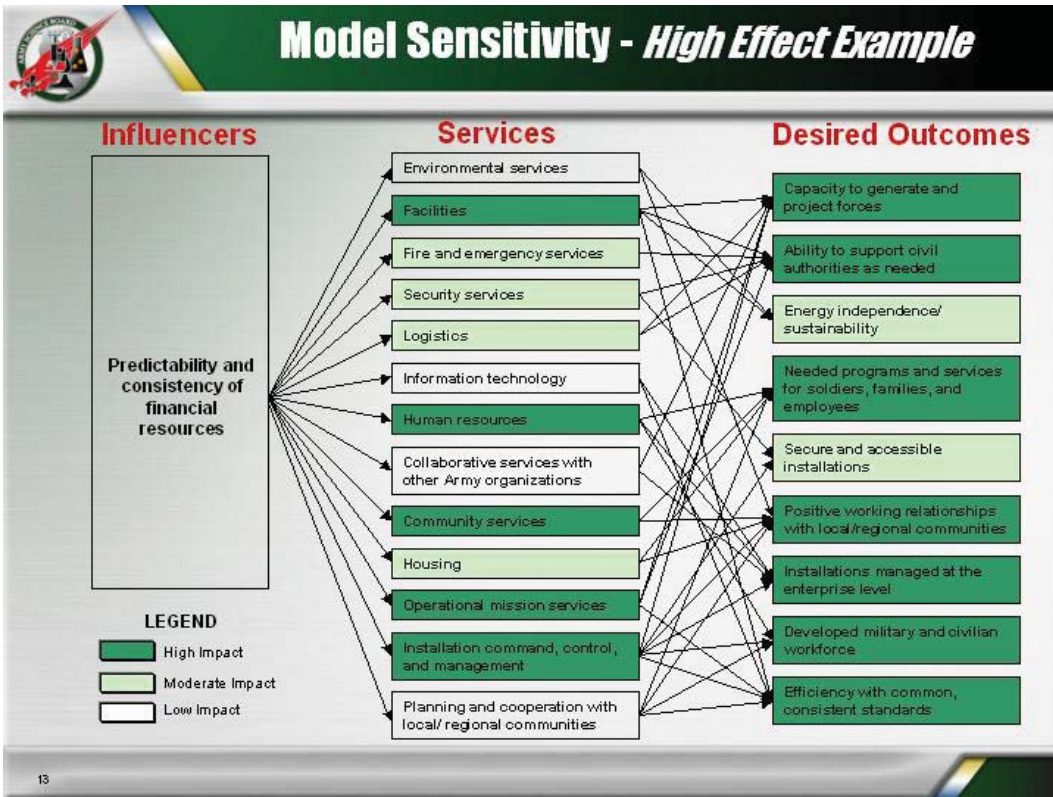 ARMY SCIENCE BOARD
Model Sensitivity - High Effect Example
Influencers
Predictability and
consistency of
financial
resources
LEGEND
High Impact
Moderate Impact
Low Impact
Services
Environmental services
Facilities
Fire and emergency services
Security services
Logistics
Information technology
Human resources
Collaborative services with
other Army organizations
Community services
Housing
Operational mission services
Installation command, control,
and management
Planning and cooperation with
local/ regional communities
Desired Outcomes
Capacity to generate and
project forces
Ability to support civil
authorities as needed
Energy independence/
sustainability
Needed programs and services
for soldiers, families, and
employees
Secure and accessible
installations
Positive working relationships
with local/regional communities
Installations managed at the
enterprise level
Developed military and civilian
workforce
Efficiency with common,
consistent standards
13